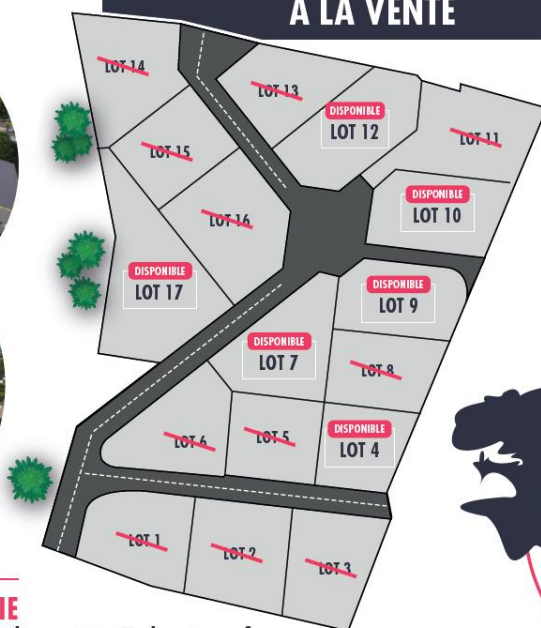 À LA VENTE
LOT 14
LOT 13
DISPONIBLE
LOT 12
LOT 11
LOT 15
DISPONIBLE
LOT 10
LOT 16
DISPONIBLE
LOT 17
DISPONIBLE
LOT 9
DISPONIBLE
LOT 7
LOT 8
LOT 6
LOT 5
DISPONIBLE
LOT 4
LOT 1
LOT 2
LOT 3
IE